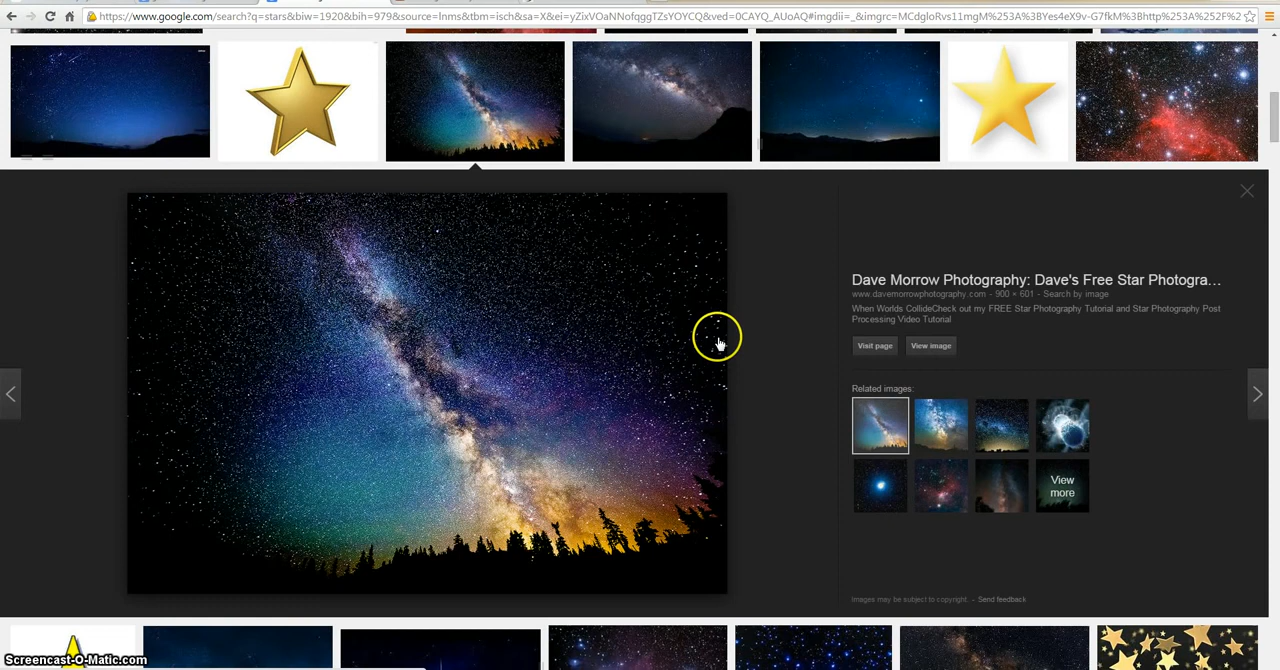 https://www.google.com/search?q=stars&biw=1920&bih=979&source=lnms&tbm=isch&sa=X&ei=yZixVOaNNofqggTZsYOYCQ&ved=0CAYQ_AUoAQ#imgdii=_&imgrc=MCdgloRvs11mgM%253A%3BYes4eX9v-G7fkM%3Bhttp%253A%252F%2
Dave Morrow Photography: Dave's Free Star Photogra...
www.davemorrowphotography.com - 900 × 601 - Search by image
When Worlds CollideCheck out my FREE Star Photography Tutorial and Star Photography Post
Processing Video Tutorial
Visit page
View image
Related images:
View
more
Images may be subject to copyright. - Send feedback
Screencast-O-Matic.com